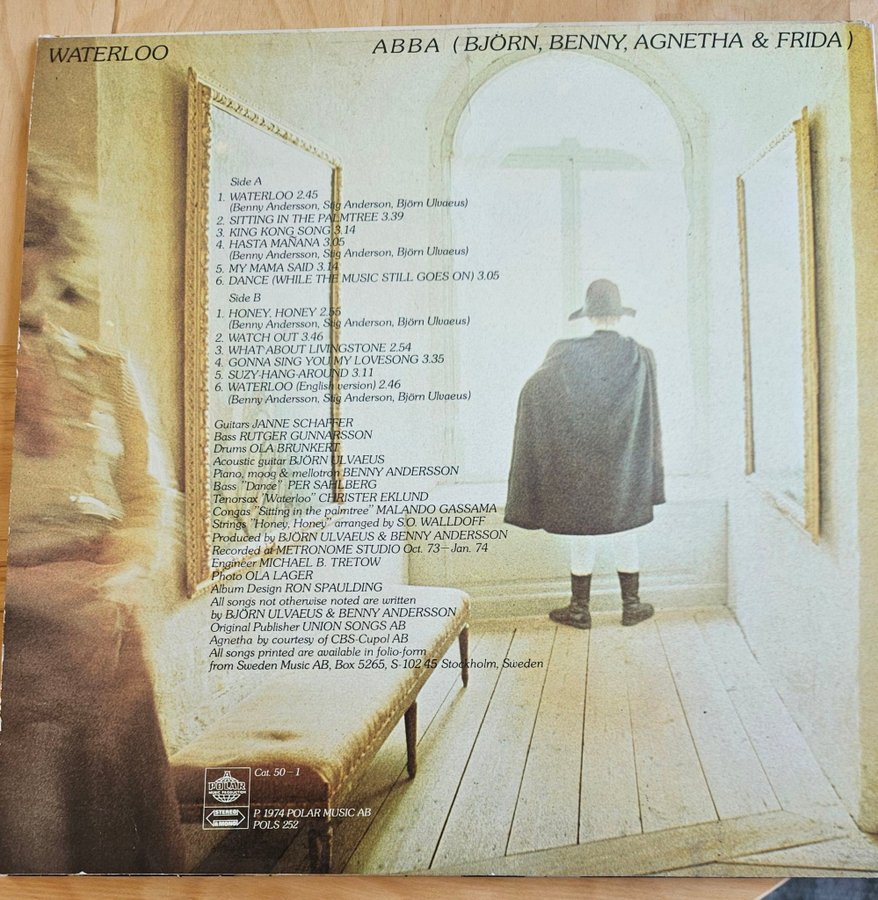 WATERLOO
ABBA (BJÖRN, BENNY, AGNETHA & FRIDA)
Side A
1. WATERLOO 2.45
(Benny Andersson, Stig Anderson, Björn Ulvaeus)
2. SITTING IN THE PALMTREE 3.39
3. KING KONG SONG 3.14
4. HASTA MAÑANA 3.05
(Benny Andersson, Stig Anderson, Björn Ulvaeus)
5. MY MAMA SAID 3.14
6. DANCE (WHILE THE MUSIC STILL GOES ON) 3.05
Side B
1. HONEY, HONEY 2.55
(Benny Andersson, Stig Anderson, Björn Ulvaeus)
2. WATCH OUT 3.46
3. WHAT ABOUT LIVINGSTONE 2.54
4. GONNA SING YOU MY LOVESONG 3.35
5. SUZY-HANG-AROUND 3.11
6. WATERLOO (English version) 2.46
(Benny Andersson, Stig Anderson, Björn Ulvaeus)
Guitars JANNE SCHAFFER
Bass RUTGER GUNNARSSON
Drums OLA BRUNKERT
Acoustic guitar BJÖRN ULVAEUS
Piano, moog & mellotron BENNY ANDERSSON
Bass "Dance" PER SAHLBERG
Tenorsax "Waterloo" CHRISTER EKLUND
Congas "Sitting in the palmtree" MALANDO GASSAMA
Strings "Honey, Honey" arranged by S.O. WALLDOFF
Produced by BJÖRN ULVAEUS & BENNY ANDERSSON
Recorded at METRONOME STUDIO Oct. 73—Jan. 74
Engineer MICHAEL B. TRETOW
Photo OLA LAGER
Album Design RON SPAULDING
All songs not otherwise noted are written
by BJÖRN ULVAEUS & BENNY ANDERSSON
Original Publisher UNION SONGS AB
Agnetha by courtesy of CBS-Cupol AB
All songs printed are available in folio-form
from Sweden Music AB, Box 5265, S-102 45 Stockholm, Sweden
POLAR
MUSIC PRODUCTION
STEREO
& MONO
Cat. 50-1
P. 1974 POLAR MUSIC AB
POLS 252